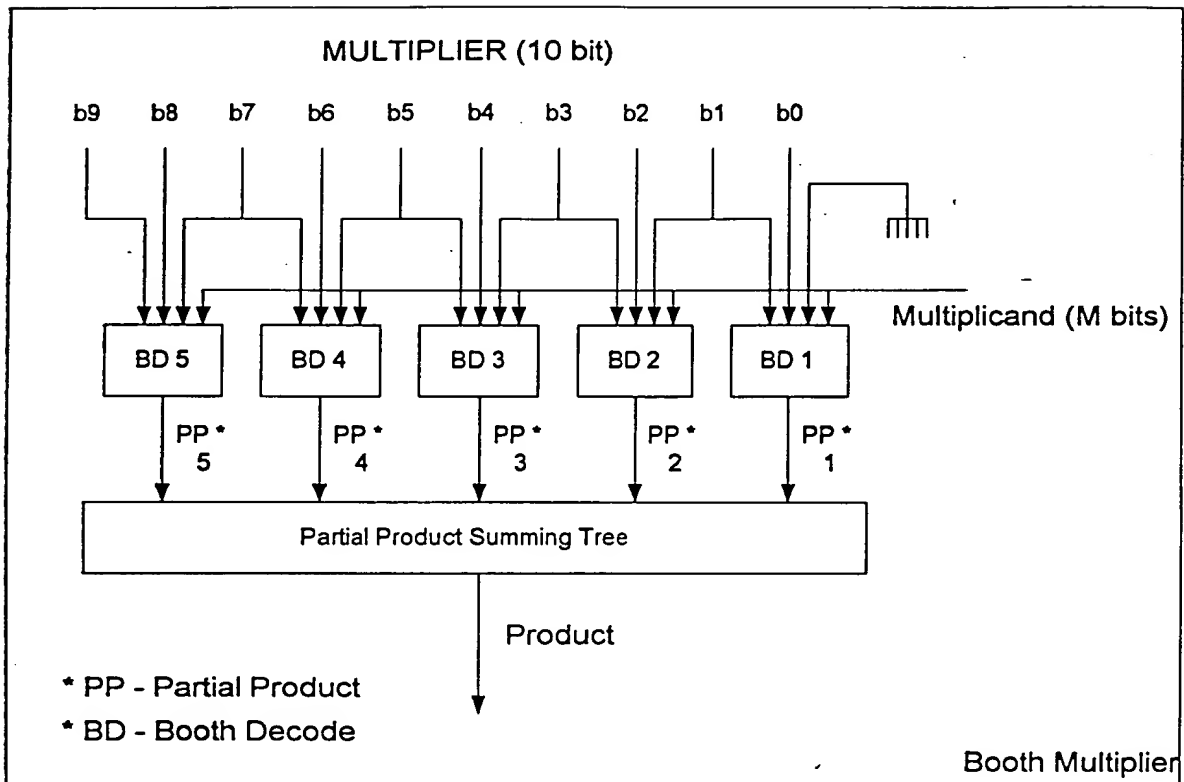 MULTIPLIER (10 bit)
b9 b8 b7 b6 b5 b4 b3 b2 b1 b0
Multiplicand (M bits)
BD 5 BD 4 BD 3 BD 2 BD 1
PP * PP * PP * PP * PP *
5 4 3 2 1
Partial Product Summing Tree
Product
* PP - Partial Product
* BD - Booth Decode
Booth Multiplier